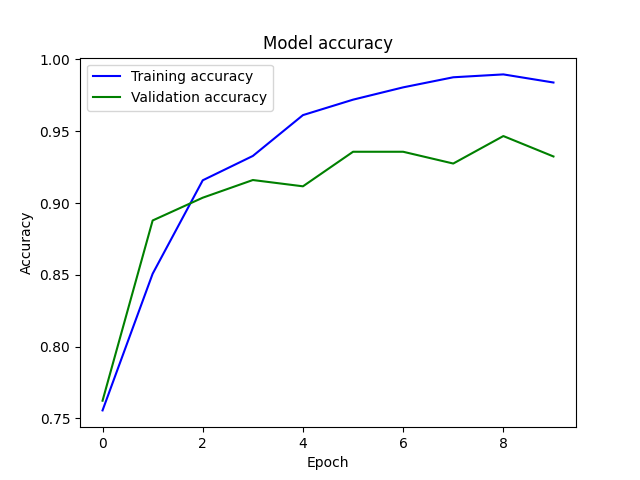 Model accuracy
Training accuracy
Validation accuracy
1.00
0.95
0.90
0.85
0.80
0.75
Accuracy
0 2 4 6 8
Epoch